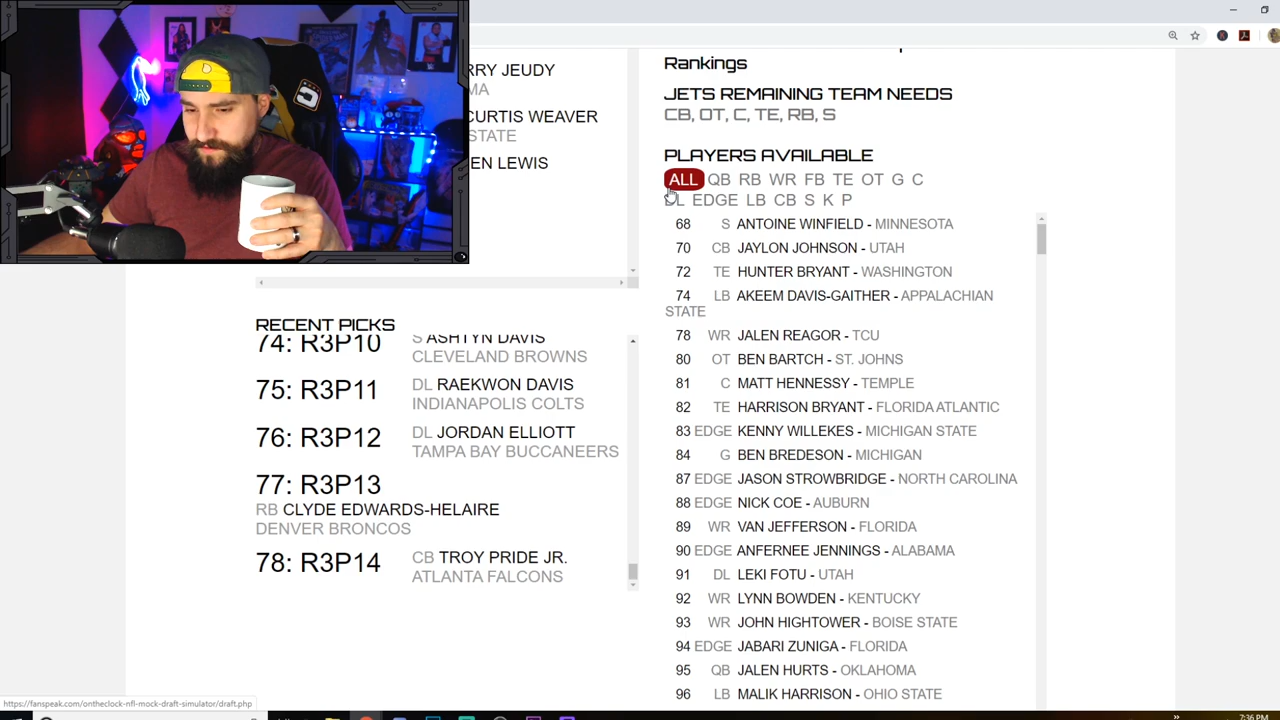 RRY JEUDY
MA
CURTIS WEAVER
STATE
EN LEWIS
RECENT PICKS
74: R3P10 S ASHTYN DAVIS
CLEVELAND BROWNS
75: R3P11 DL RAEKWON DAVIS
INDIANAPOLIS COLTS
76: R3P12 DL JORDAN ELLIOTT
TAMPA BAY BUCCANEERS
77: R3P13
RB CLYDE EDWARDS-HELAIRE
DENVER BRONCOS
78: R3P14 CB TROY PRIDE JR.
ATLANTA FALCONS
Rankings
JETS REMAINING TEAM NEEDS
CB, OT, C, TE, RB, S
PLAYERS AVAILABLE
ALL QB RB WR FB TE OT G C
DL EDGE LB CB S K P
68 S ANTOINE WINFIELD - MINNESOTA
70 CB JAYLON JOHNSON - UTAH
72 TE HUNTER BRYANT - WASHINGTON
74 LB AKEEM DAVIS-GAITHER - APPALACHIAN
STATE
78 WR JALEN REAGOR - TCU
80 OT BEN BARTCH - ST. JOHNS
81 C MATT HENNESSY - TEMPLE
82 TE HARRISON BRYANT - FLORIDA ATLANTIC
83 EDGE KENNY WILLEKES - MICHIGAN STATE
84 G BEN BREDESON - MICHIGAN
87 EDGE JASON STROWBRIDGE - NORTH CAROLINA
88 EDGE NICK COE - AUBURN
89 WR VAN JEFFERSON - FLORIDA
90 EDGE ANFERNEE JENNINGS - ALABAMA
91 DL LEKI FOTU - UTAH
92 WR LYNN BOWDEN - KENTUCKY
93 WR JOHN HIGHTOWER - BOISE STATE
94 EDGE JABARI ZUNIGA - FLORIDA
95 QB JALEN HURTS - OKLAHOMA
96 LB MALIK HARRISON - OHIO STATE
https://fanspeak.com/ontheclock-nfl-mock-draft-simulator/draft.php
7:36 PM